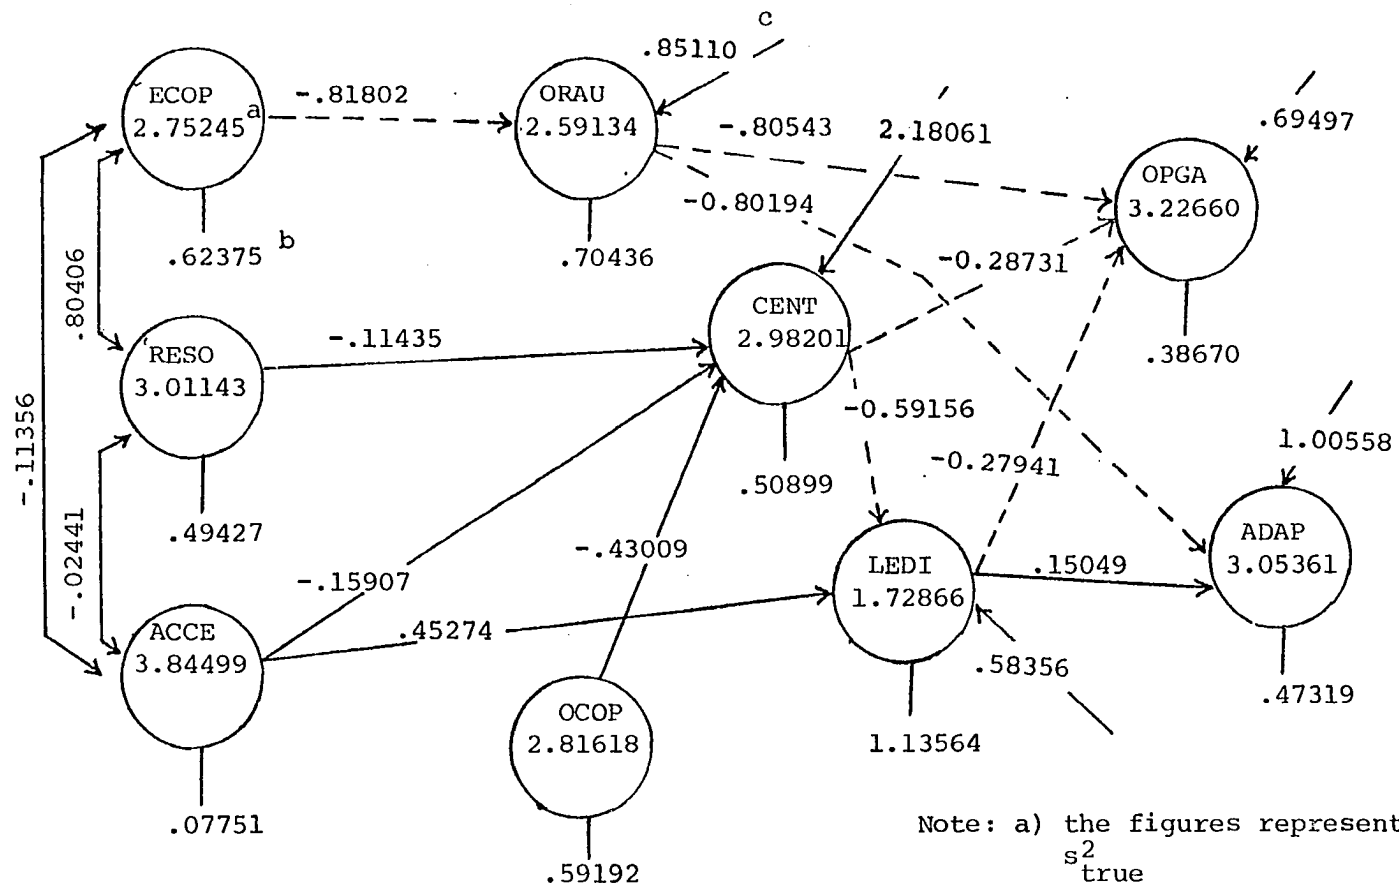 c
.85110
ECOP
2.75245
a
-.81802
ORAU
2.59134
-.80543
2.18061
.69497
OPGA
3.22660
-0.80194
.62375
b
.70436
-0.28731
.80406
CENT
2.98201
RESO
3.01143
-.11435
.38670
-.11356
-0.59156
1.00558
-0.27941
.50899
.49427
-.02441
-.43009
ADAP
3.05361
LEDI
1.72866
.15049
-.15907
ACCE
3.84499
.45274
.58356
.47319
OCOP
2.81618
1.13564
.07751
.59192
Note: a) the figures represent
s2
true